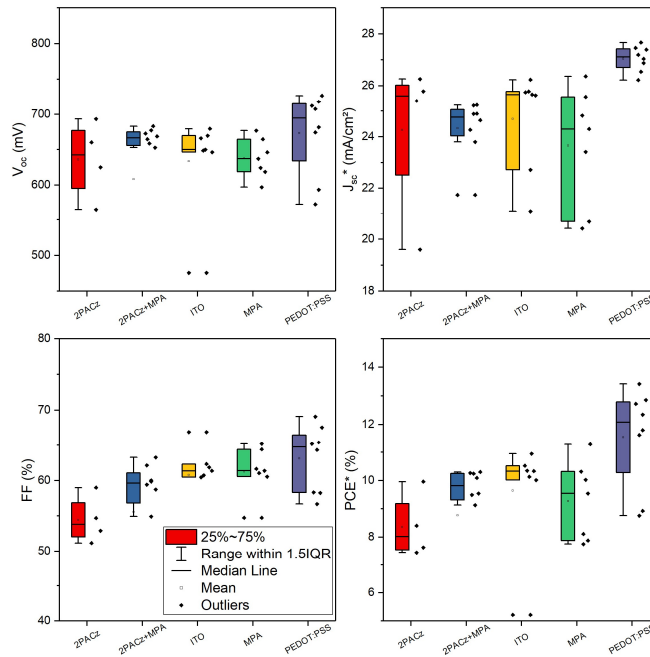 800
700
600
500
V_oc (mV)
2PACz
2PACz+MPA
ITO
MPA
PEDOT:PSS
28
26
24
22
20
18
J_sc* (mA/cm²)
2PACz
2PACz+MPA
ITO
MPA
PEDOT:PSS
80
70
60
50
40
FF (%)
25%~75%
Range within 1.5IQR
Median Line
Mean
Outliers
2PACz
2PACz+MPA
ITO
MPA
PEDOT:PSS
14
12
10
8
6
PCE* (%)
2PACz
2PACz+MPA
ITO
MPA
PEDOT:PSS